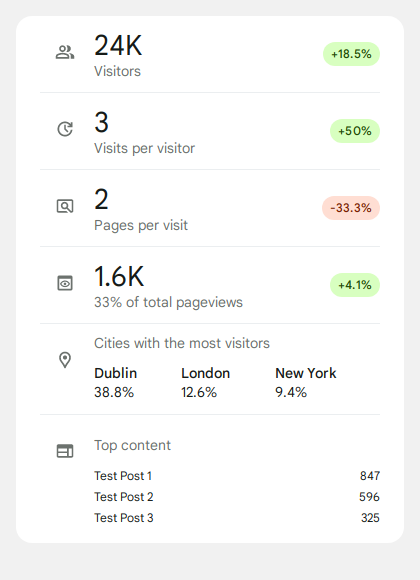 24K
+18.5%
Visitors
3
+50%
Visits per visitor
2
-33.3%
Pages per visit
1.6K
+4.1%
33% of total pageviews
Cities with the most visitors
Dublin London New York
38.8% 12.6% 9.4%
Top content
Test Post 1 847
Test Post 2 596
Test Post 3 325